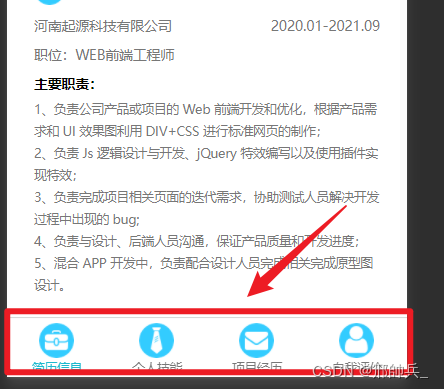 河南起源科技有限公司 2020.01-2021.09
职位：WEB前端工程师
主要职责：
1、负责公司产品或项目的 Web 前端开发和优化，根据产品需
求和 UI 效果图利用 DIV+CSS 进行标准网页的制作；
2、负责 Js 逻辑设计与开发、jQuery 特效编写以及使用插件实
现特效；
3、负责完成项目相关页面的迭代需求，协助测试人员解决开发
过程中出现的 bug;
4、负责与设计、后端人员沟通，保证产品质量和开发进度；
5、混合 APP 开发中，负责配合设计人员完成相关完成原型图
设计。
简历信息 个人技能 项目经历 自我评价
CSDN @邢帅兵_